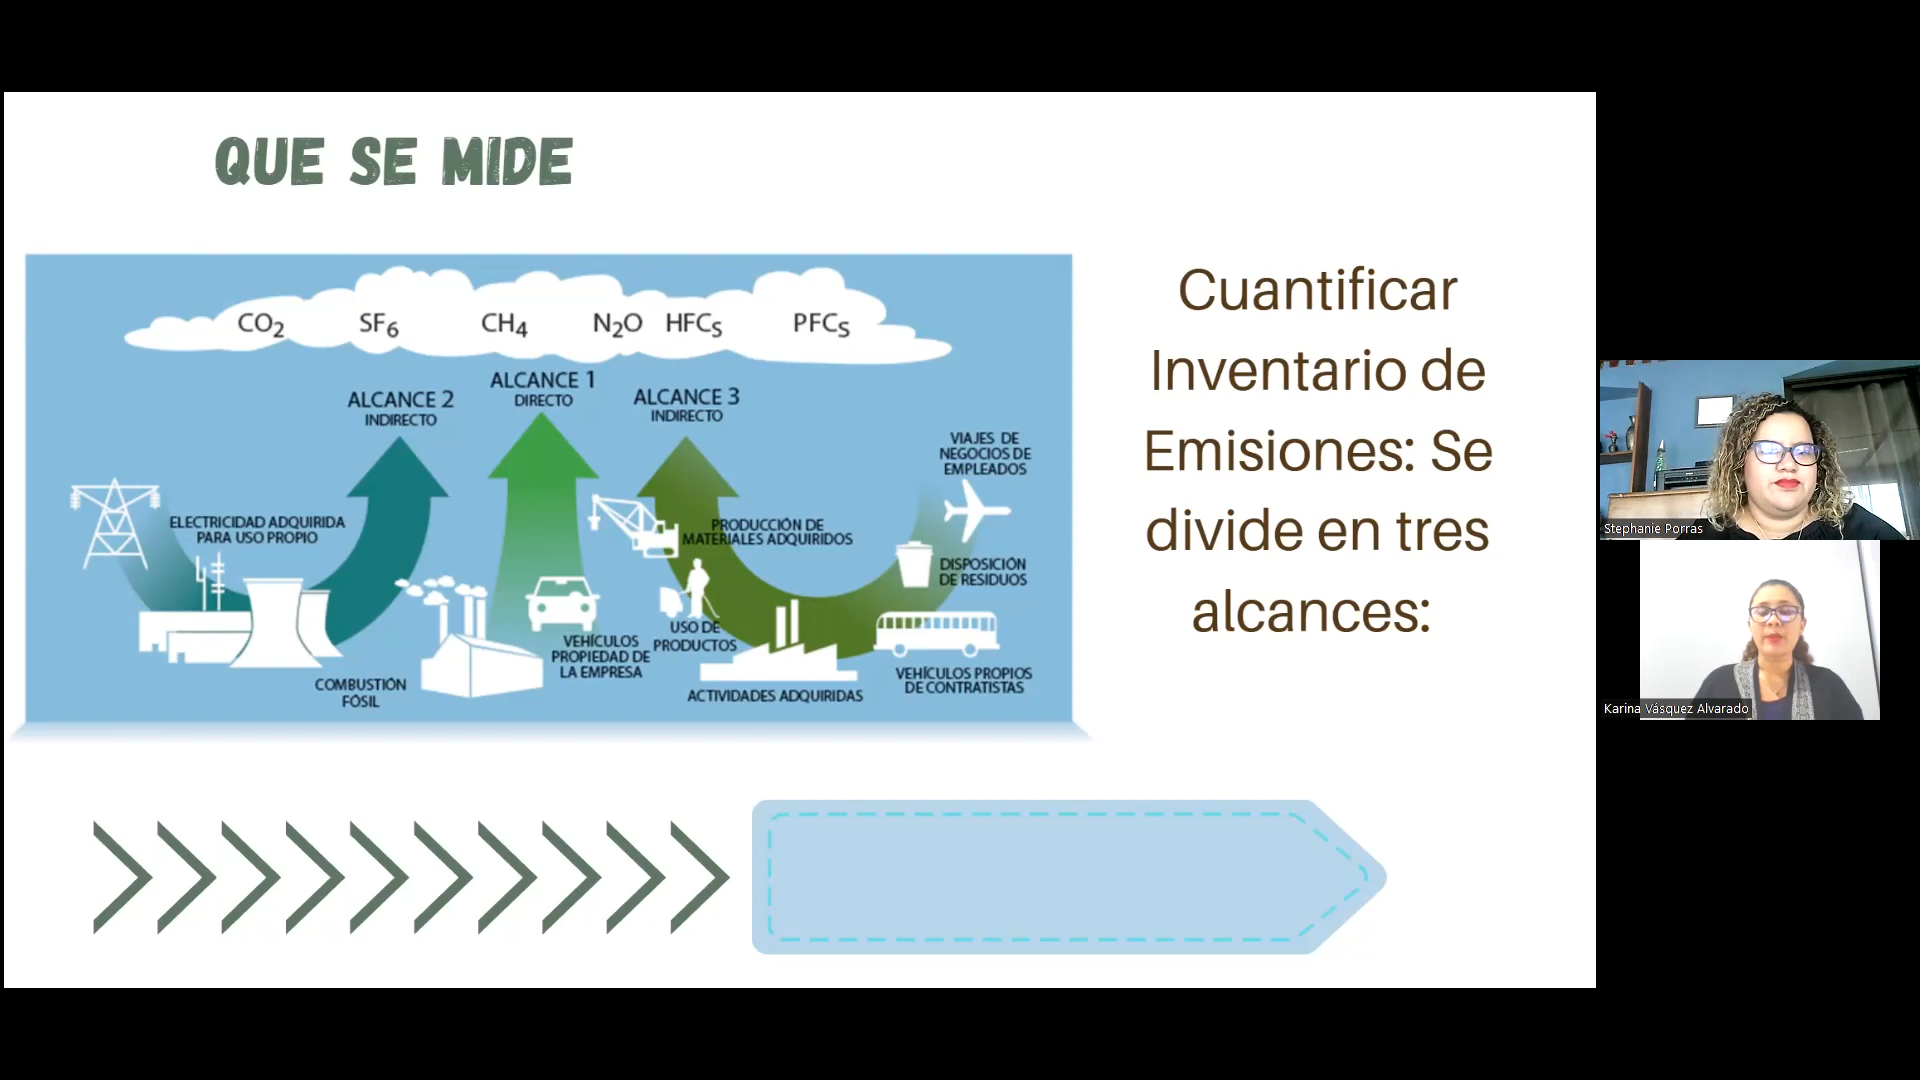 QUE SE MIDE
CO2 SF6 CH4 N2O HFCS PFCS
ALCANCE 2
INDIRECTO
ALCANCE 1
DIRECTO
ALCANCE 3
INDIRECTO
VIAJES DE
NEGOCIOS DE
EMPLEADOS
ELECTRICIDAD ADQUIRIDA
PARA USO PROPIO
PRODUCCIÓN DE
MATERIALES ADQUIRIDOS
DISPOSICIÓN
DE RESIDUOS
USO DE
PRODUCTOS
VEHÍCULOS
PROPIEDAD DE
LA EMPRESA
VEHÍCULOS PROPIOS
DE CONTRATISTAS
COMBUSTIÓN
FÓSIL
ACTIVIDADES ADQUIRIDAS
Cuantificar
Inventario de
Emisiones: Se
divide en tres
alcances:
Stephanie Porras
Karina Vásquez Alvarado